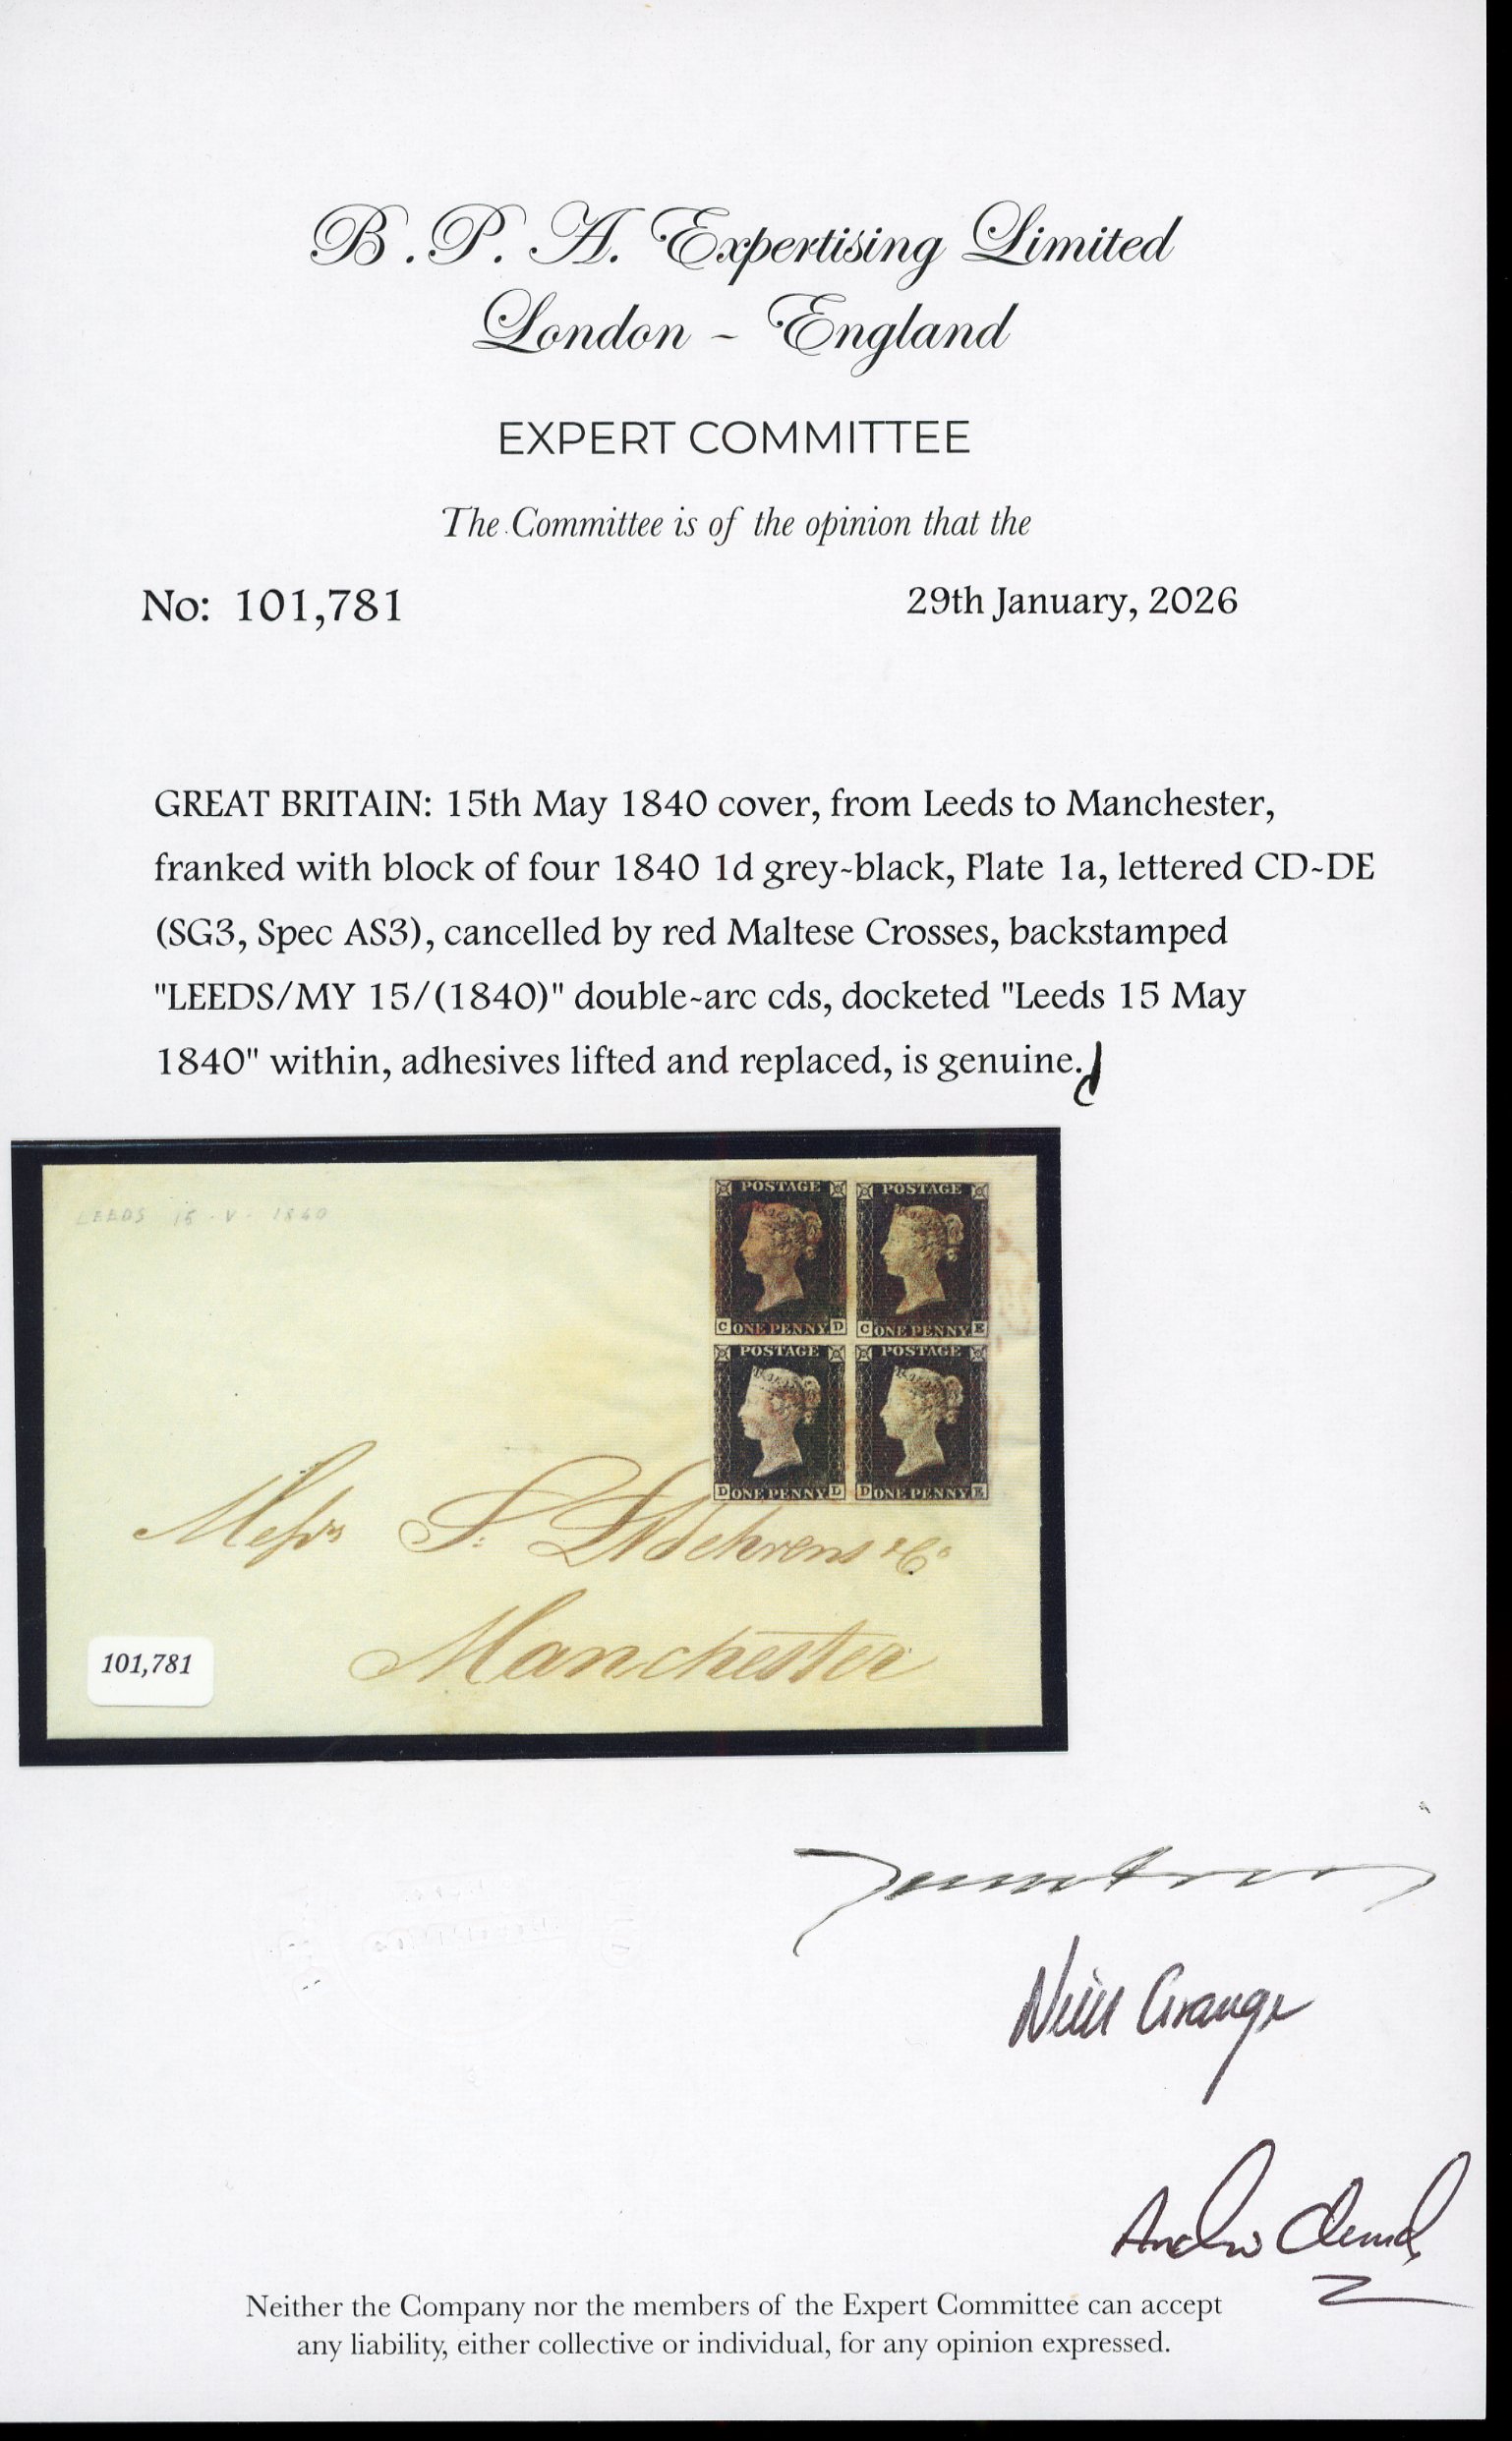 B. P. A. Expertising Limited
London ~ England
EXPERT COMMITTEE
The Committee is of the opinion that the
No: 101,781
29th January, 2026
GREAT BRITAIN: 15th May 1840 cover, from Leeds to Manchester,
franked with block of four 1840 1d grey-black, Plate 1a, lettered CD-DE
(SG3, Spec AS3), cancelled by red Maltese Crosses, backstamped
"LEEDS/MY 15/(1840)" double-arc cds, docketed "Leeds 15 May
1840" within, adhesives lifted and replaced, is genuine.
LEEDS 15 - V - 1840
POSTAGE POSTAGE
C ONE PENNY D C ONE PENNY E
POSTAGE POSTAGE
D ONE PENNY D D ONE PENNY E
Messrs S. L. Behrens & Co
Manchester
101,781
Neill Grange
Neither the Company nor the members of the Expert Committee can accept
any liability, either collective or individual, for any opinion expressed.